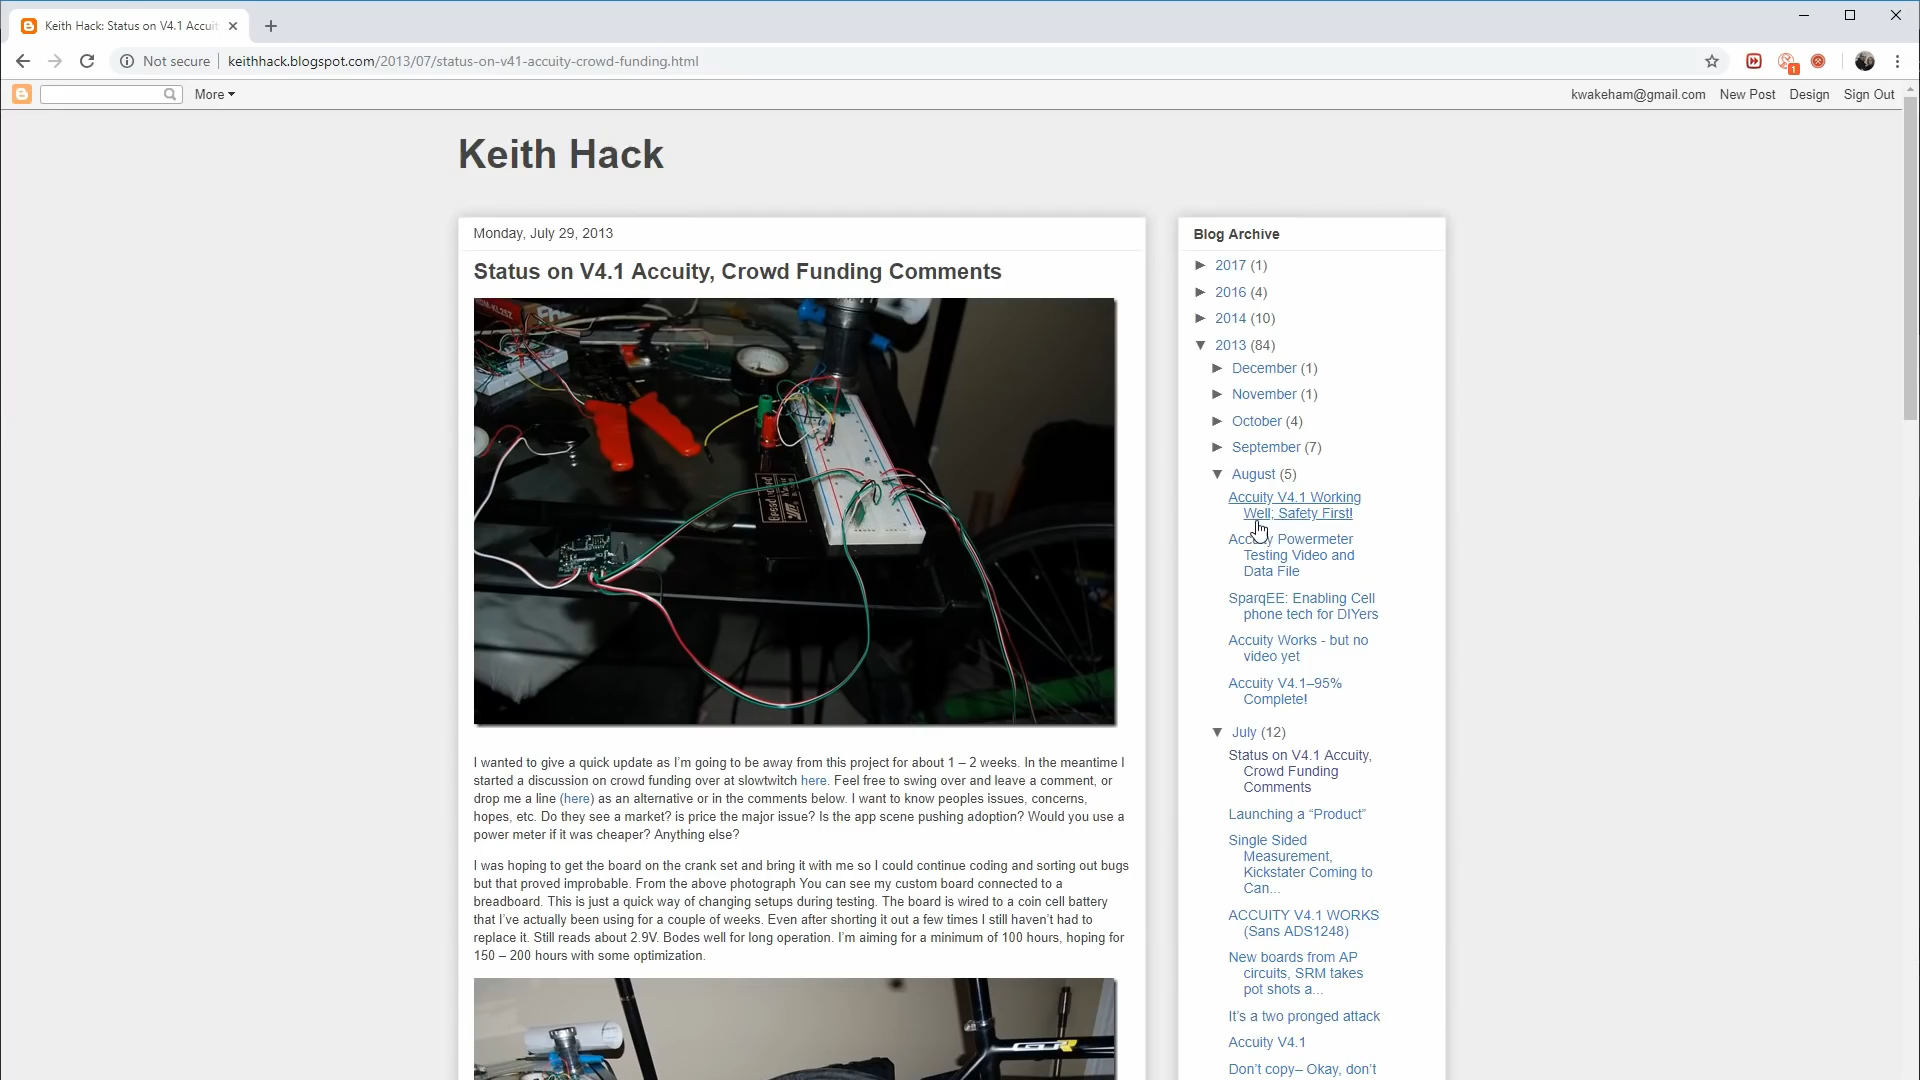 Keith Hack: Status on V4.1 Accuit
Not secure
keithhack.blogspot.com/2013/07/status-on-v41-accuity-crowd-funding.html
1
More
kwakeham@gmail.com New Post Design Sign Out
Keith Hack
Monday, July 29, 2013
Status on V4.1 Accuity, Crowd Funding Comments
I wanted to give a quick update as I’m going to be away from this project for about 1 – 2 weeks. In the meantime I
started a discussion on crowd funding over at slowtwitch here. Feel free to swing over and leave a comment, or
drop me a line (here) as an alternative or in the comments below. I want to know peoples issues, concerns,
hopes, etc. Do they see a market? is price the major issue? Is the app scene pushing adoption? Would you use a
power meter if it was cheaper? Anything else?
I was hoping to get the board on the crank set and bring it with me so I could continue coding and sorting out bugs
but that proved improbable. From the above photograph You can see my custom board connected to a
breadboard. This is just a quick way of changing setups during testing. The board is wired to a coin cell battery
that I’ve actually been using for a couple of weeks. Even after shorting it out a few times I still haven’t had to
replace it. Still reads about 2.9V. Bodes well for long operation. I’m aiming for a minimum of 100 hours, hoping for
150 – 200 hours with some optimization.
Blog Archive
► 2017 (1)
► 2016 (4)
► 2014 (10)
▼ 2013 (84)
► December (1)
► November (1)
► October (4)
► September (7)
▼ August (5)
Accuity V4.1 Working
Well; Safety First!
Accuity Powermeter
Testing Video and
Data File
SparqEE: Enabling Cell
phone tech for DIYers
Accuity Works - but no
video yet
Accuity V4.1–95%
Complete!
▼ July (12)
Status on V4.1 Accuity,
Crowd Funding
Comments
Launching a “Product”
Single Sided
Measurement,
Kickstater Coming to
Can...
ACCUITY V4.1 WORKS
(Sans ADS1248)
New boards from AP
circuits, SRM takes
pot shots a...
It’s a two pronged attack
Accuity V4.1
Don’t copy– Okay, don’t